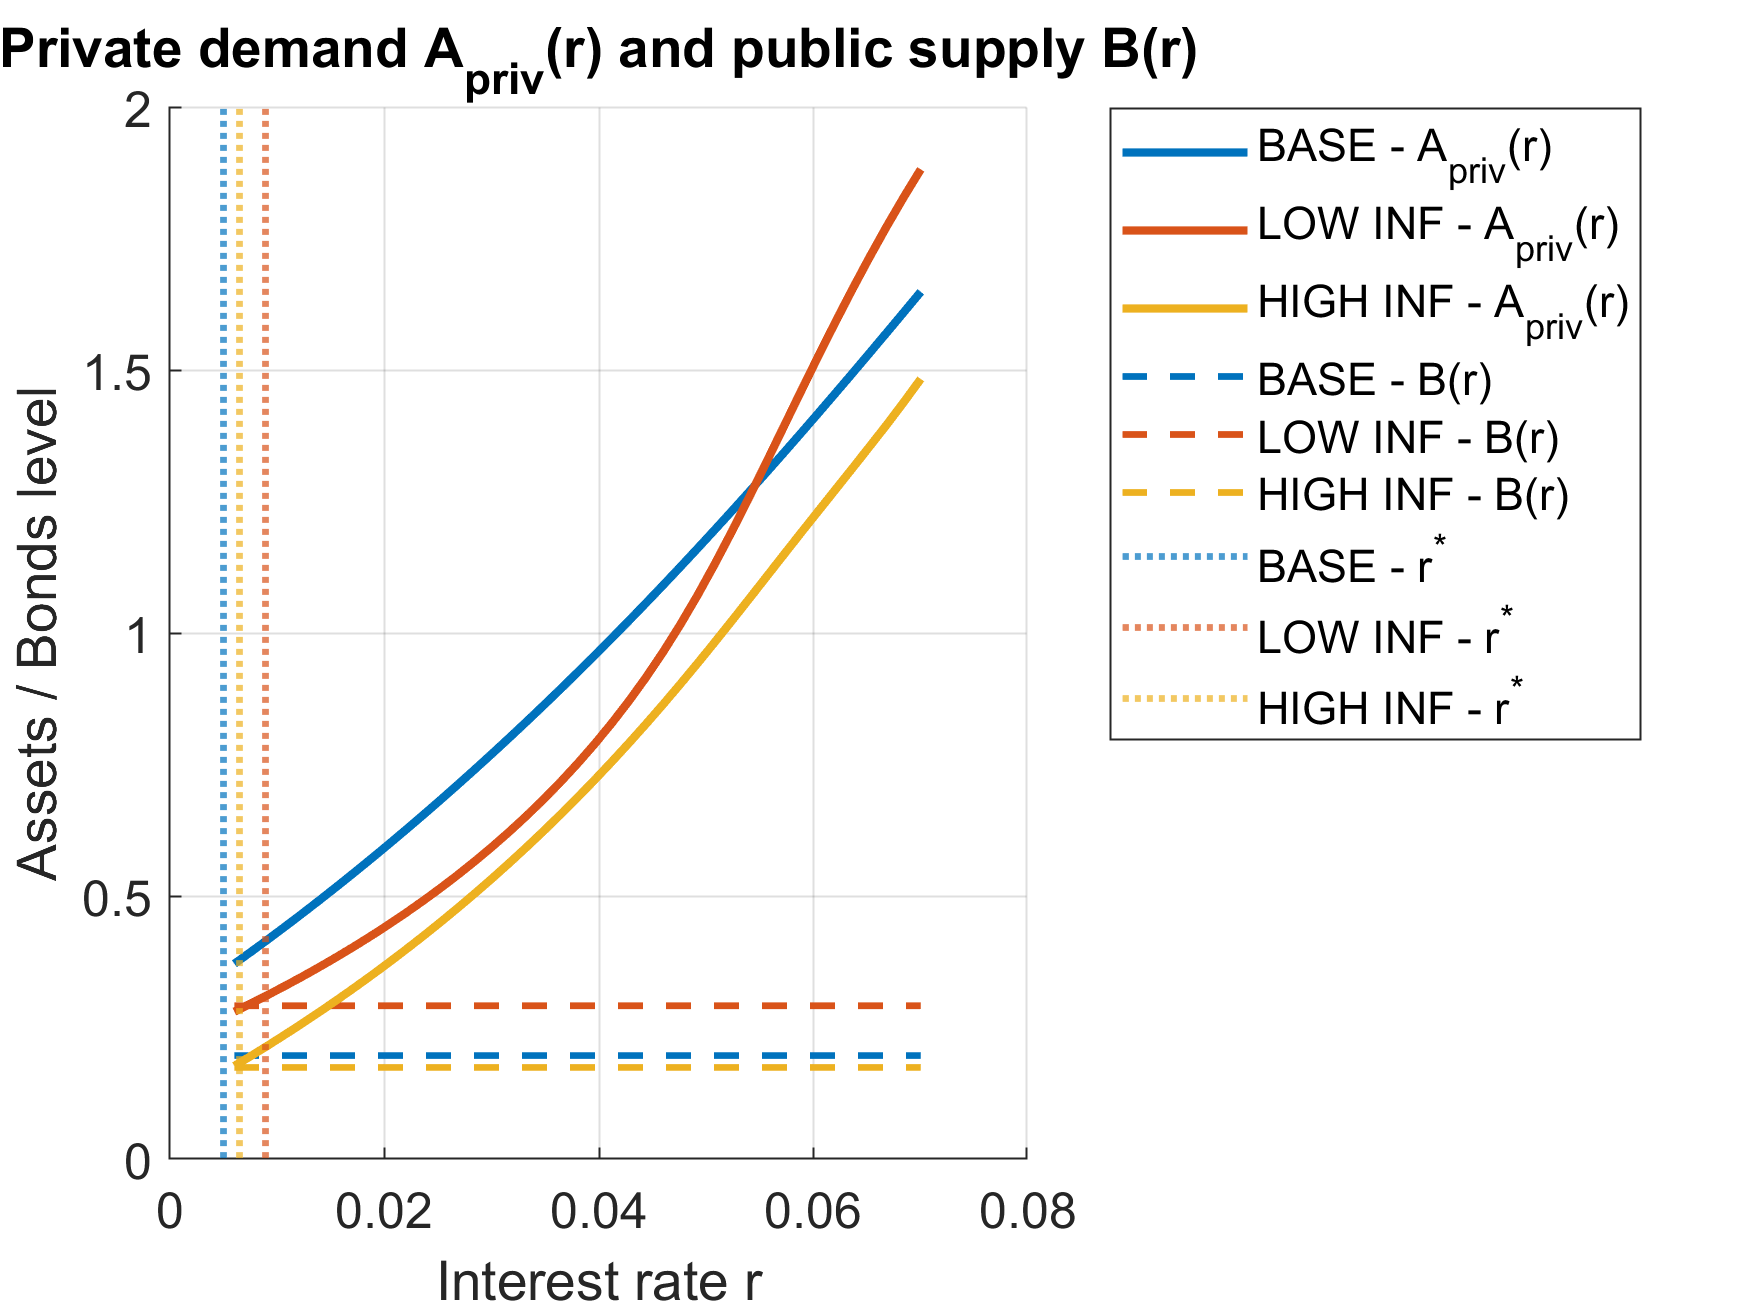 Private demand A_priv(r) and public supply B(r)
2
1.5
1
0.5
0
0 0.02 0.04 0.06 0.08
Assets / Bonds level
Interest rate r
BASE - A_priv(r)
LOW INF - A_priv(r)
HIGH INF - A_priv(r)
BASE - B(r)
LOW INF - B(r)
HIGH INF - B(r)
BASE - r*
LOW INF - r*
HIGH INF - r*